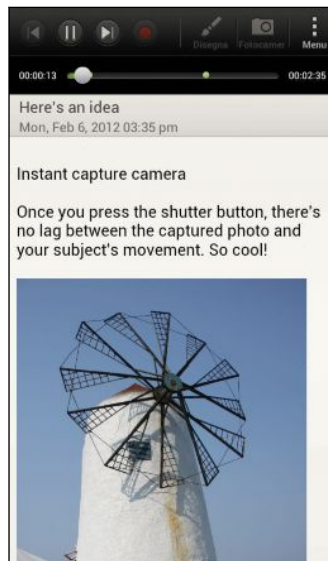 Disegna Fotocamei Menu
00:00:13 00:02:35
Here's an idea
Mon, Feb 6, 2012 03:35 pm
Instant capture camera
Once you press the shutter button, there's
no lag between the captured photo and
your subject's movement. So cool!